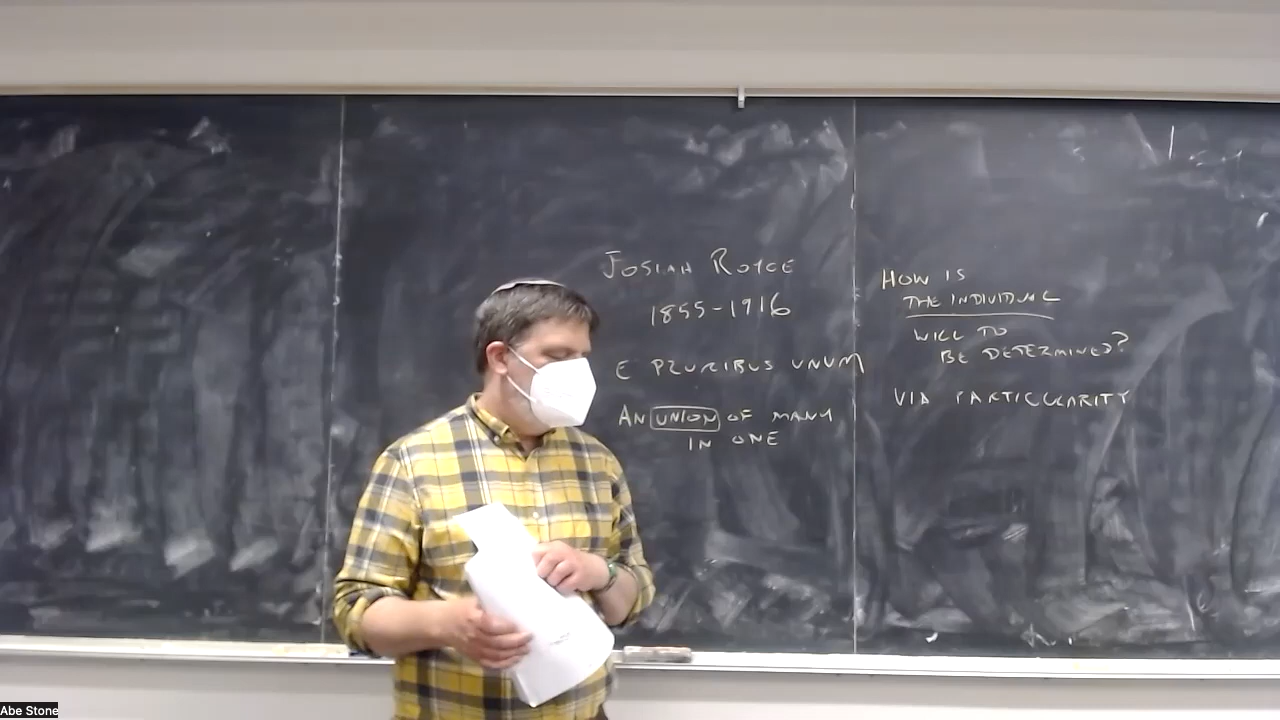 JOSIAH ROYCE
1855-1916
E PLURIBUS UNUM
AN UNION OF MANY
IN ONE
HOW IS
THE INDIVIDUAL
WILL TO
BE DETERMINED?
VIA PARTICULARITY
Abe Stone